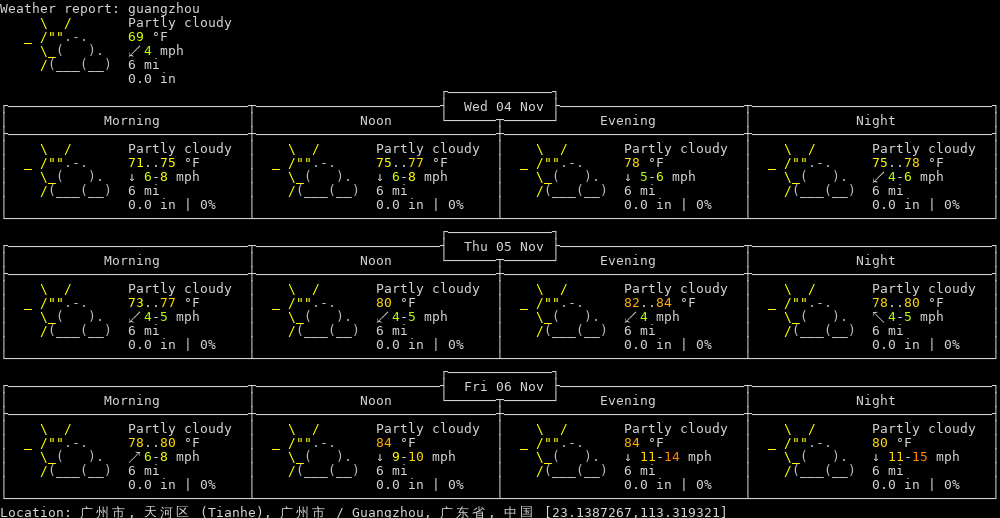 Weather report: guangzhou
Partly cloudy
69 °F
↙ 4 mph
6 mi
0.0 in
Wed 04 Nov
Morning Noon Evening Night
Partly cloudy Partly cloudy Partly cloudy Partly cloudy
71..75 °F 75..77 °F 78 °F 75..78 °F
↓ 6-8 mph ↓ 6-8 mph ↓ 5-6 mph ↙ 4-6 mph
6 mi 6 mi 6 mi 6 mi
0.0 in | 0% 0.0 in | 0% 0.0 in | 0% 0.0 in | 0%
Thu 05 Nov
Morning Noon Evening Night
Partly cloudy Partly cloudy Partly cloudy Partly cloudy
73..77 °F 80 °F 82..84 °F 78..80 °F
↙ 4-5 mph ↙ 4-5 mph ↙ 4 mph ↖ 4-5 mph
6 mi 6 mi 6 mi 6 mi
0.0 in | 0% 0.0 in | 0% 0.0 in | 0% 0.0 in | 0%
Fri 06 Nov
Morning Noon Evening Night
Partly cloudy Partly cloudy Partly cloudy Partly cloudy
78..80 °F 84 °F 84 °F 80 °F
↗ 6-8 mph ↓ 9-10 mph ↓ 11-14 mph ↓ 11-15 mph
6 mi 6 mi 6 mi 6 mi
0.0 in | 0% 0.0 in | 0% 0.0 in | 0% 0.0 in | 0%
Location: 广州市, 天河区 (Tianhe), 广州市 / Guangzhou, 广东省, 中国 [23.1387267,113.319321]